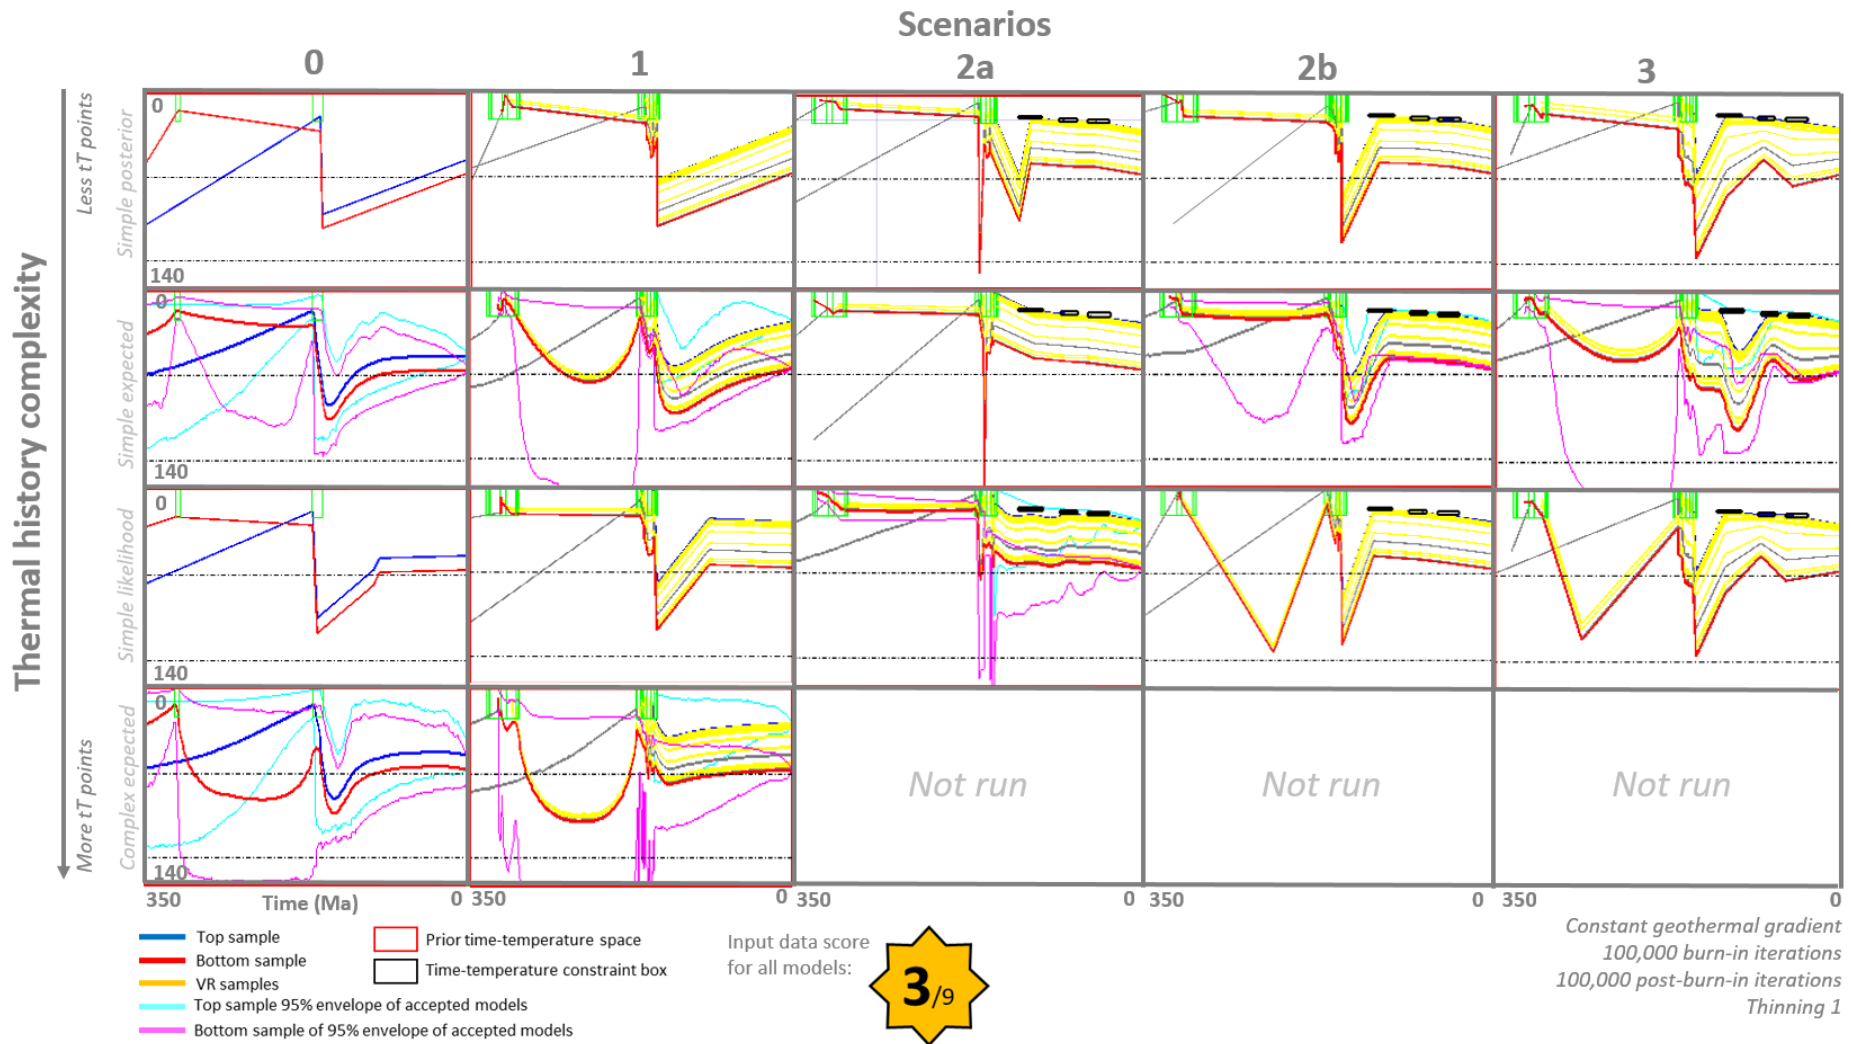 Scenarios
0
1
2a
2b
3
Thermal history complexity
Less tT points
More tT points
Simple posterior
0
140
Simple expected
0
140
Simple likelihood
0
140
Complex ecpected
0
140
Not run
Not run
Not run
350
Time (Ma)
0
350
0
350
0
350
0
350
0
Top sample
Bottom sample
VR samples
Top sample 95% envelope of accepted models
Bottom sample of 95% envelope of accepted models
Prior time-temperature space
Time-temperature constraint box
Input data score
for all models:
3/9
Constant geothermal gradient
100,000 burn-in iterations
100,000 post-burn-in iterations
Thinning 1